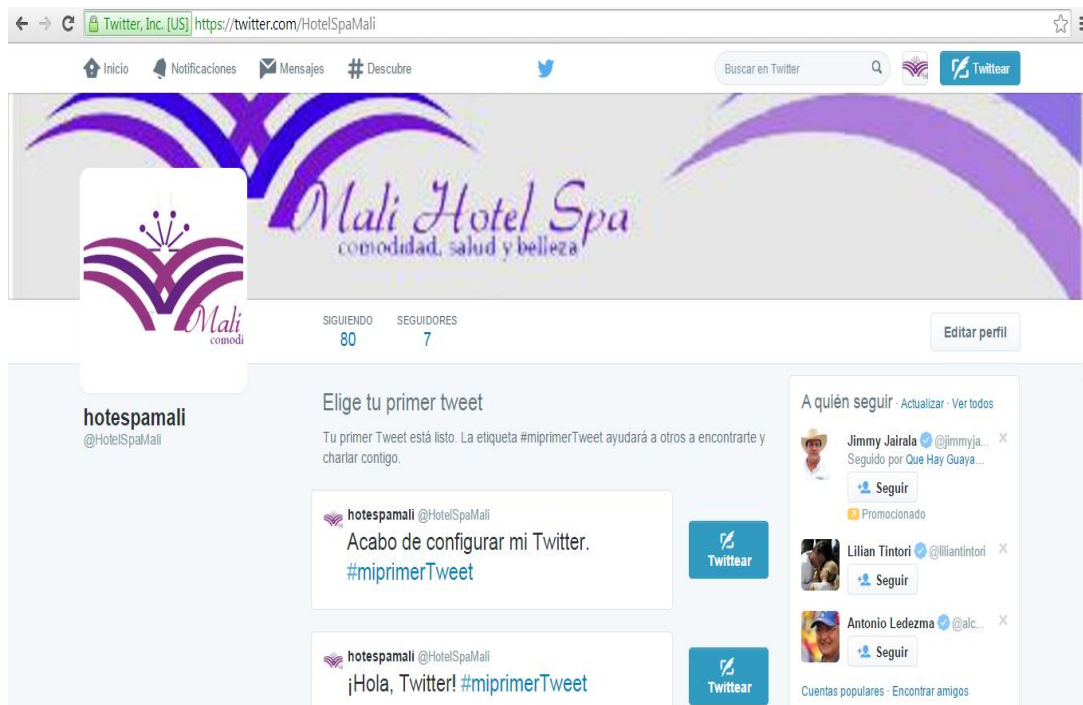 Twitter, Inc. [US] https://twitter.com/HotelSpaMali
Inicio Notificaciones Mensajes # Descubre Buscar en Twitter Twittear
Mali Hotel Spa
comodidad, salud y belleza
Mali
comodi
SIGUIENDO SEGUIDORES
80 7
Editar perfil
hotespamali
@HotelSpaMali
Elige tu primer tweet
Tu primer Tweet está listo. La etiqueta #miprimerTweet ayudará a otros a encontrarte y
charlar contigo.
hotespamali @HotelSpaMali
Acabo de configurar mi Twitter.
#miprimerTweet
Twittear
hotespamali @HotelSpaMali
¡Hola, Twitter! #miprimerTweet
Twittear
A quién seguir · Actualizar · Ver todos
Jimmy Jairala @jimmyja...
Seguido por Que Hay Guaya...
Seguir
Promocionado
Lilian Tintori @liliantintori
Seguir
Antonio Ledezma @alc...
Seguir
Cuentas populares · Encontrar amigos